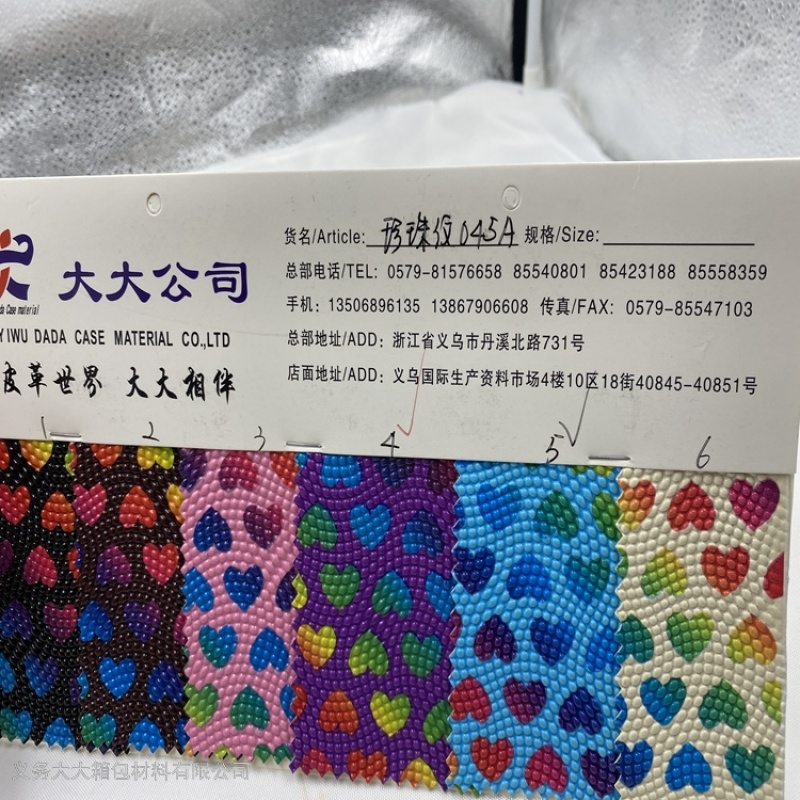 货名/Article: 珍珠纹045A 规格/Size:
总部电话/TEL: 0579-81576658 85540801 85423188 85558359
手机: 13506896135 13867906608 传真/FAX: 0579-85547103
总部地址/ADD: 浙江省义乌市丹溪北路731号
店面地址/ADD: 义乌国际生产资料市场4楼10区18街40845-40851号
大大公司
Case material
YIWU DADA CASE MATERIAL CO.,LTD
皮革世界 大大相伴
1 2 3 4 5 6
义务大大箱包材料有限公司